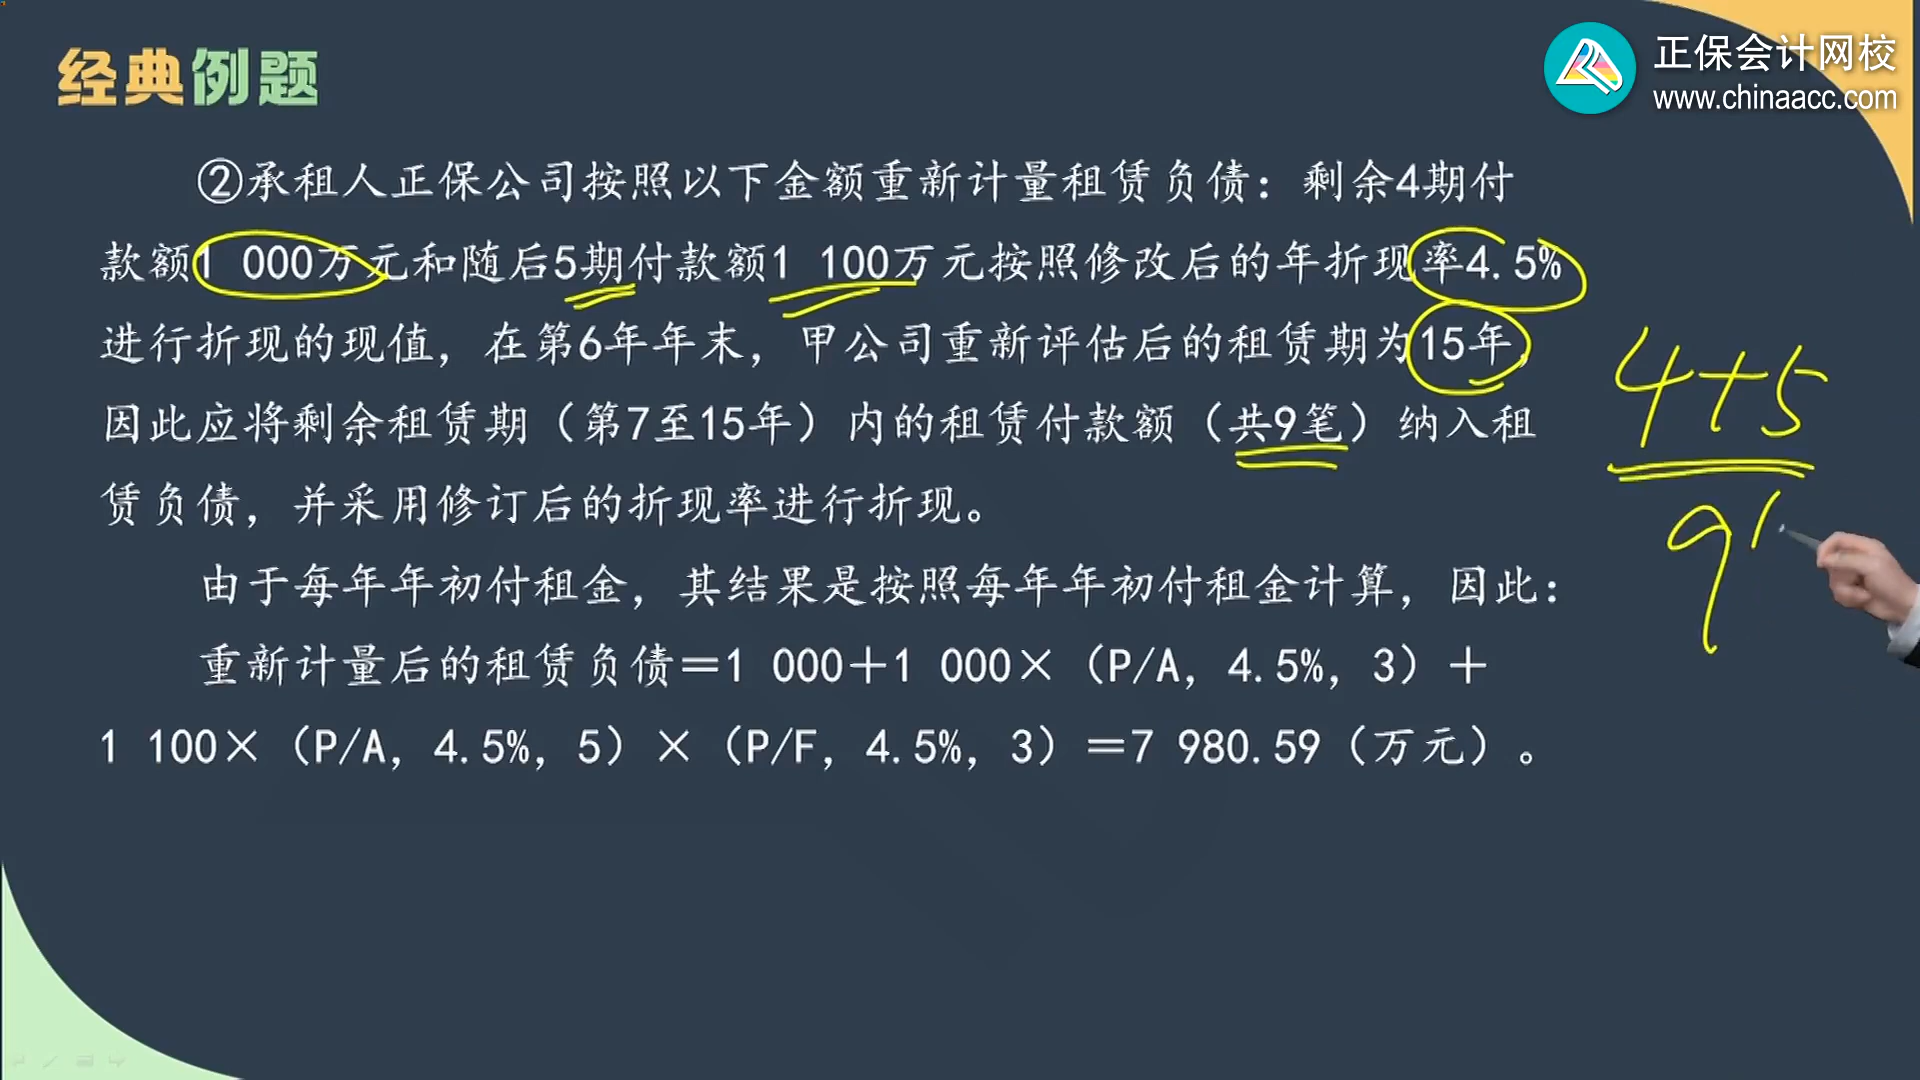 经典例题
正保会计网校
www.chinaacc.com
②承租人正保公司按照以下金额重新计量租赁负债：剩余4期付
款额1 000万元和随后5期付款额1 100万元按照修改后的年折现率4.5%
进行折现的现值，在第6年年末，甲公司重新评估后的租赁期为15年，
因此应将剩余租赁期（第7至15年）内的租赁付款额（共9笔）纳入租
赁负债，并采用修订后的折现率进行折现。
由于每年年初付租金，其结果是按照每年年初付租金计算，因此：
重新计量后的租赁负债＝1 000＋1 000×（P/A，4.5%，3）＋
1 100×（P/A，4.5%，5）×（P/F，4.5%，3）＝7 980.59（万元）。
4+5
9